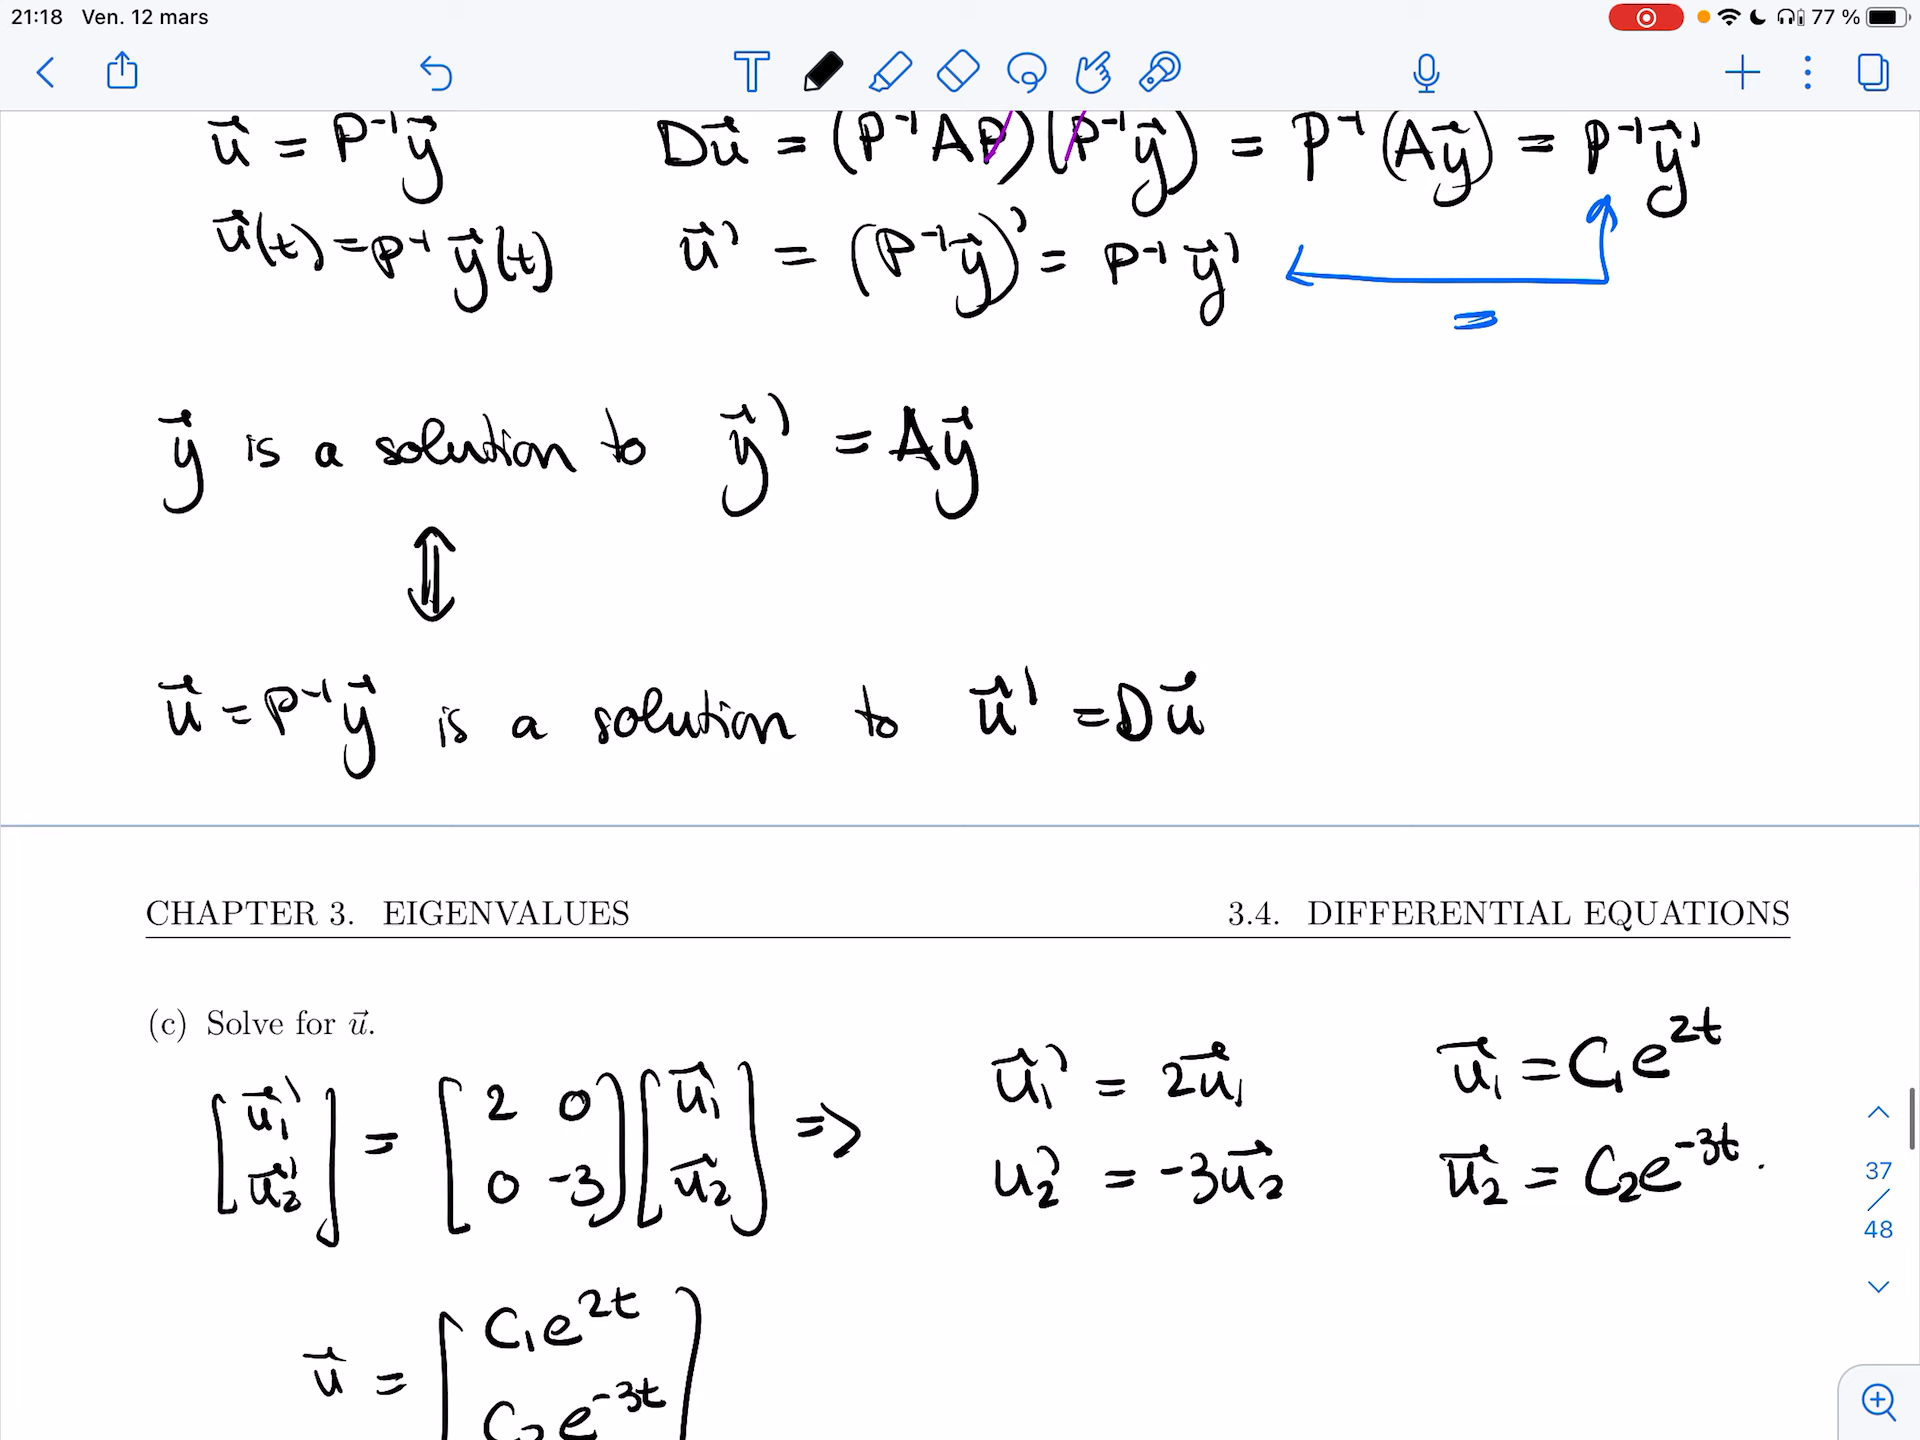 21:18 Ven. 12 mars 77 %
T
u⃗ = P⁻¹y⃗ Du⃗ = (P⁻¹AP)(P⁻¹y⃗) = P⁻¹(Ay⃗) = P⁻¹y⃗'
u⃗(t) = P⁻¹ y⃗(t) u⃗' = (P⁻¹y⃗)' = P⁻¹ y⃗'
=
y⃗ is a solution to y⃗' = Ay⃗
⇕
u⃗ = P⁻¹y⃗ is a solution to u⃗' = Du⃗
CHAPTER 3. EIGENVALUES 3.4. DIFFERENTIAL EQUATIONS
(c) Solve for u⃗.
[u⃗₁' ; u⃗₂'] = [2 0 ; 0 -3] [u⃗₁ ; u⃗₂] => u⃗₁' = 2u⃗₁ u⃗₁ = C₁e^2t
u₂' = -3u⃗₂ u⃗₂ = C₂e^-3t.
37
/
48
u⃗ = [C₁e^2t ; C₂e^-3t]